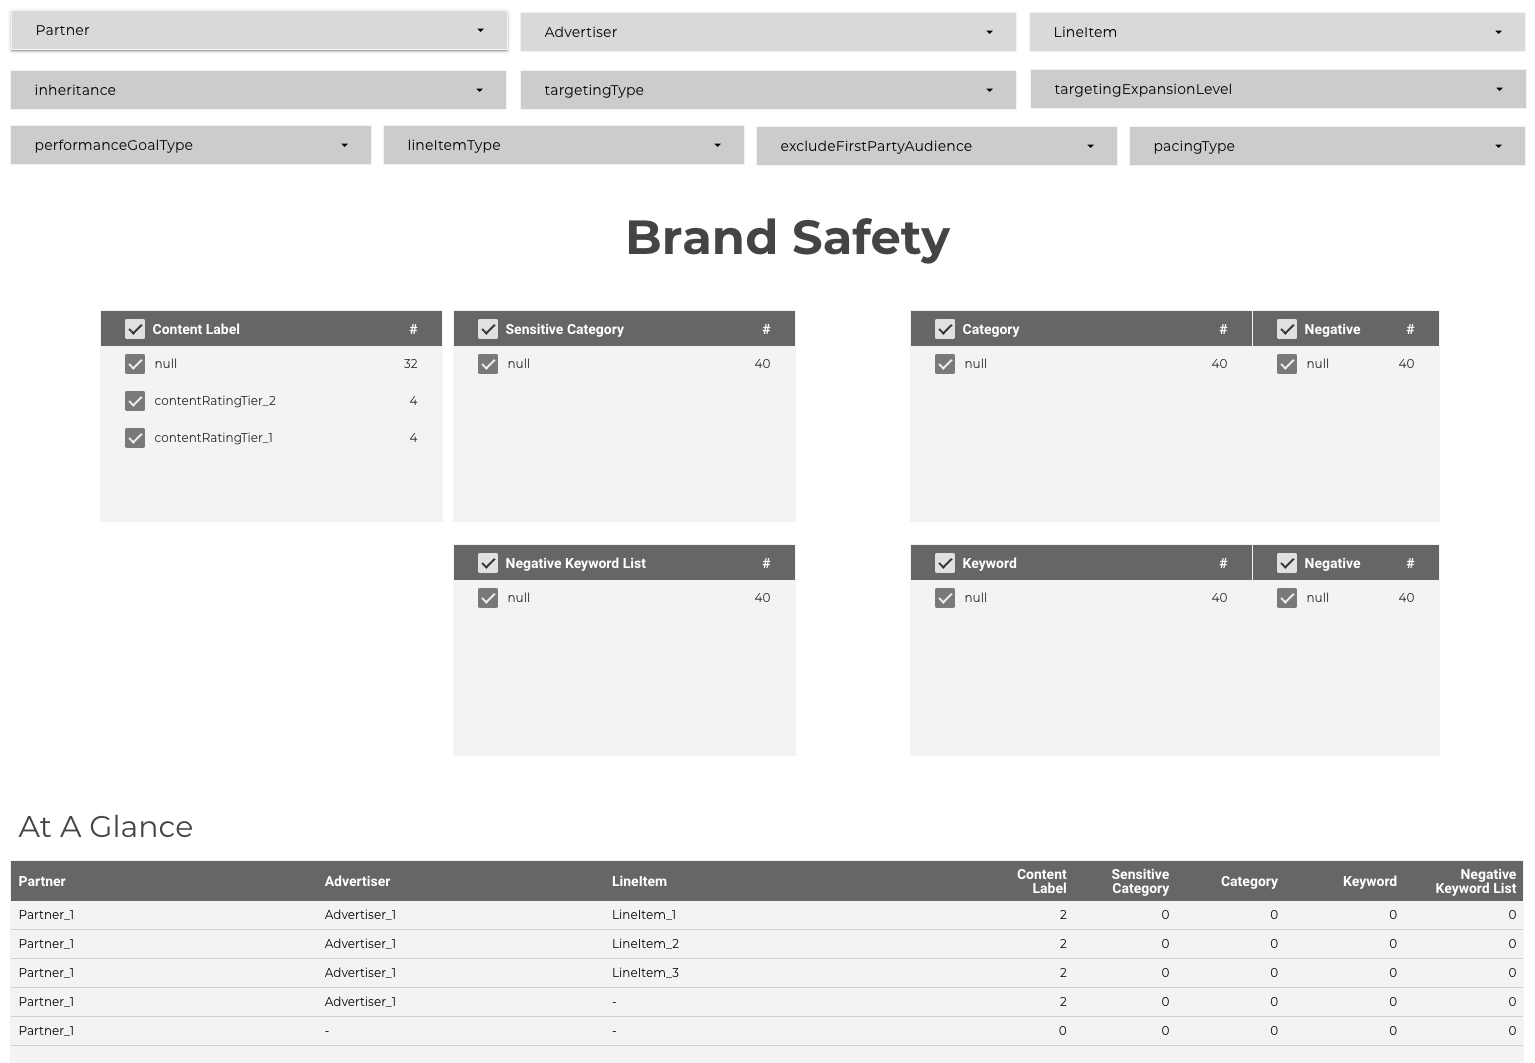 Partner
Advertiser
LineItem
inheritance
targetingType
targetingExpansionLevel
performanceGoalType
lineItemType
excludeFirstPartyAudience
pacingType
Brand Safety
Content Label #
null 32
contentRatingTier_2 4
contentRatingTier_1 4
Sensitive Category #
null 40
Category # Negative #
null 40 null 40
Negative Keyword List #
null 40
Keyword # Negative #
null 40 null 40
At A Glance
Partner Advertiser LineItem Content Label Sensitive Category Category Keyword Negative Keyword List
Partner_1 Advertiser_1 LineItem_1 2 0 0 0 0
Partner_1 Advertiser_1 LineItem_2 2 0 0 0 0
Partner_1 Advertiser_1 LineItem_3 2 0 0 0 0
Partner_1 Advertiser_1 - 2 0 0 0 0
Partner_1 - - 0 0 0 0 0